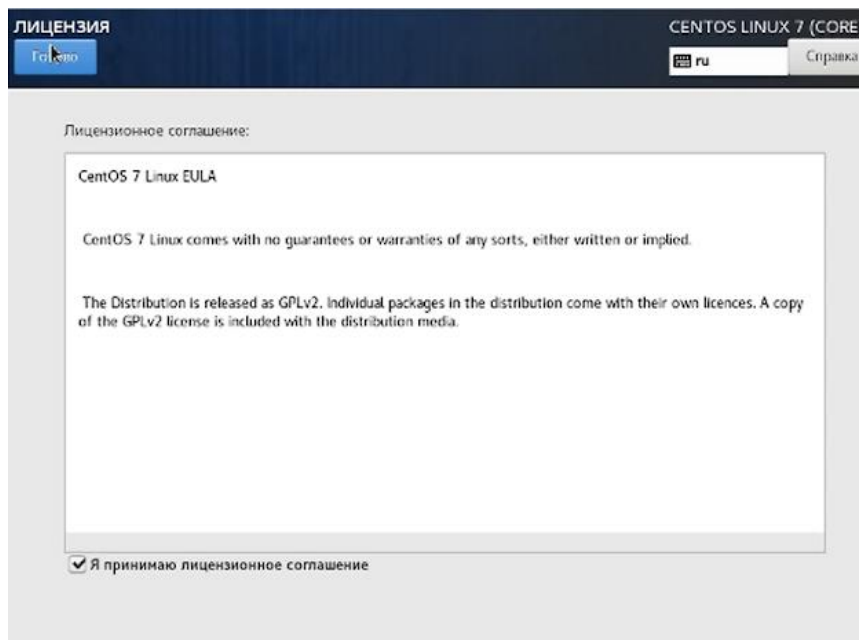 ЛИЦЕНЗИЯ
CENTOS LINUX 7 (CORE
Готово
ru
Справка
Лицензионное соглашение:
CentOS 7 Linux EULA
CentOS 7 Linux comes with no guarantees or warranties of any sorts, either written or implied.
The Distribution is released as GPLv2. Individual packages in the distribution come with their own licences. A copy
of the GPLv2 license is included with the distribution media.
Я принимаю лицензионное соглашение